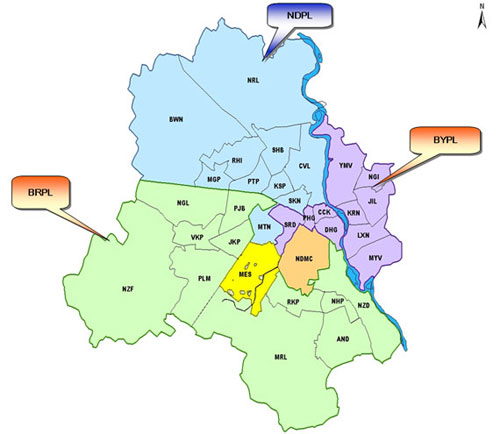 N
NDPL
NRL
BWN
BYPL
SHB
YMV
RHI
CVL
NGI
MGP
PTP
KSP
BRPL
NGL
SKN
JIL
PJB
CCK
KRN
PHG
MTN
SRD
DHG
VKP
JKP
LXN
MYV
NDMC
PLM
MES
NZF
RKP
NHP
NZD
AND
MRL